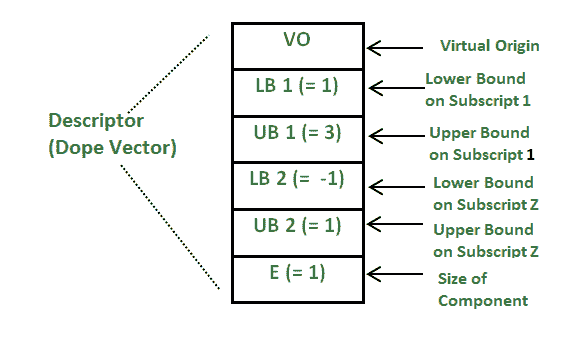 VO
Virtual Origin
LB 1 (= 1)
Lower Bound
on Subscript 1
Descriptor
(Dope Vector)
UB 1 (= 3)
Upper Bound
on Subscript 1
LB 2 (=  -1)
Lower Bound
on Subscript Z
UB 2 (= 1)
Upper Bound
on Subscript Z
E (= 1)
Size of
Component